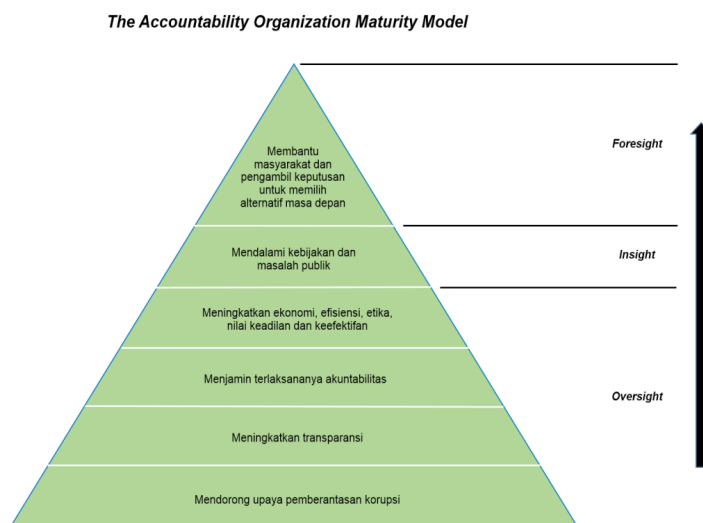 The Accountability Organization Maturity Model
Membantu
masyarakat dan
pengambil keputusan
untuk memilih
alternatif masa depan
Foresight
Mendalami kebijakan dan
masalah publik
Insight
Meningkatkan ekonomi, efisiensi, etika,
nilai keadilan dan keefektifan
Menjamin terlaksananya akuntabilitas
Oversight
Meningkatkan transparansi
Mendorong upaya pemberantasan korupsi